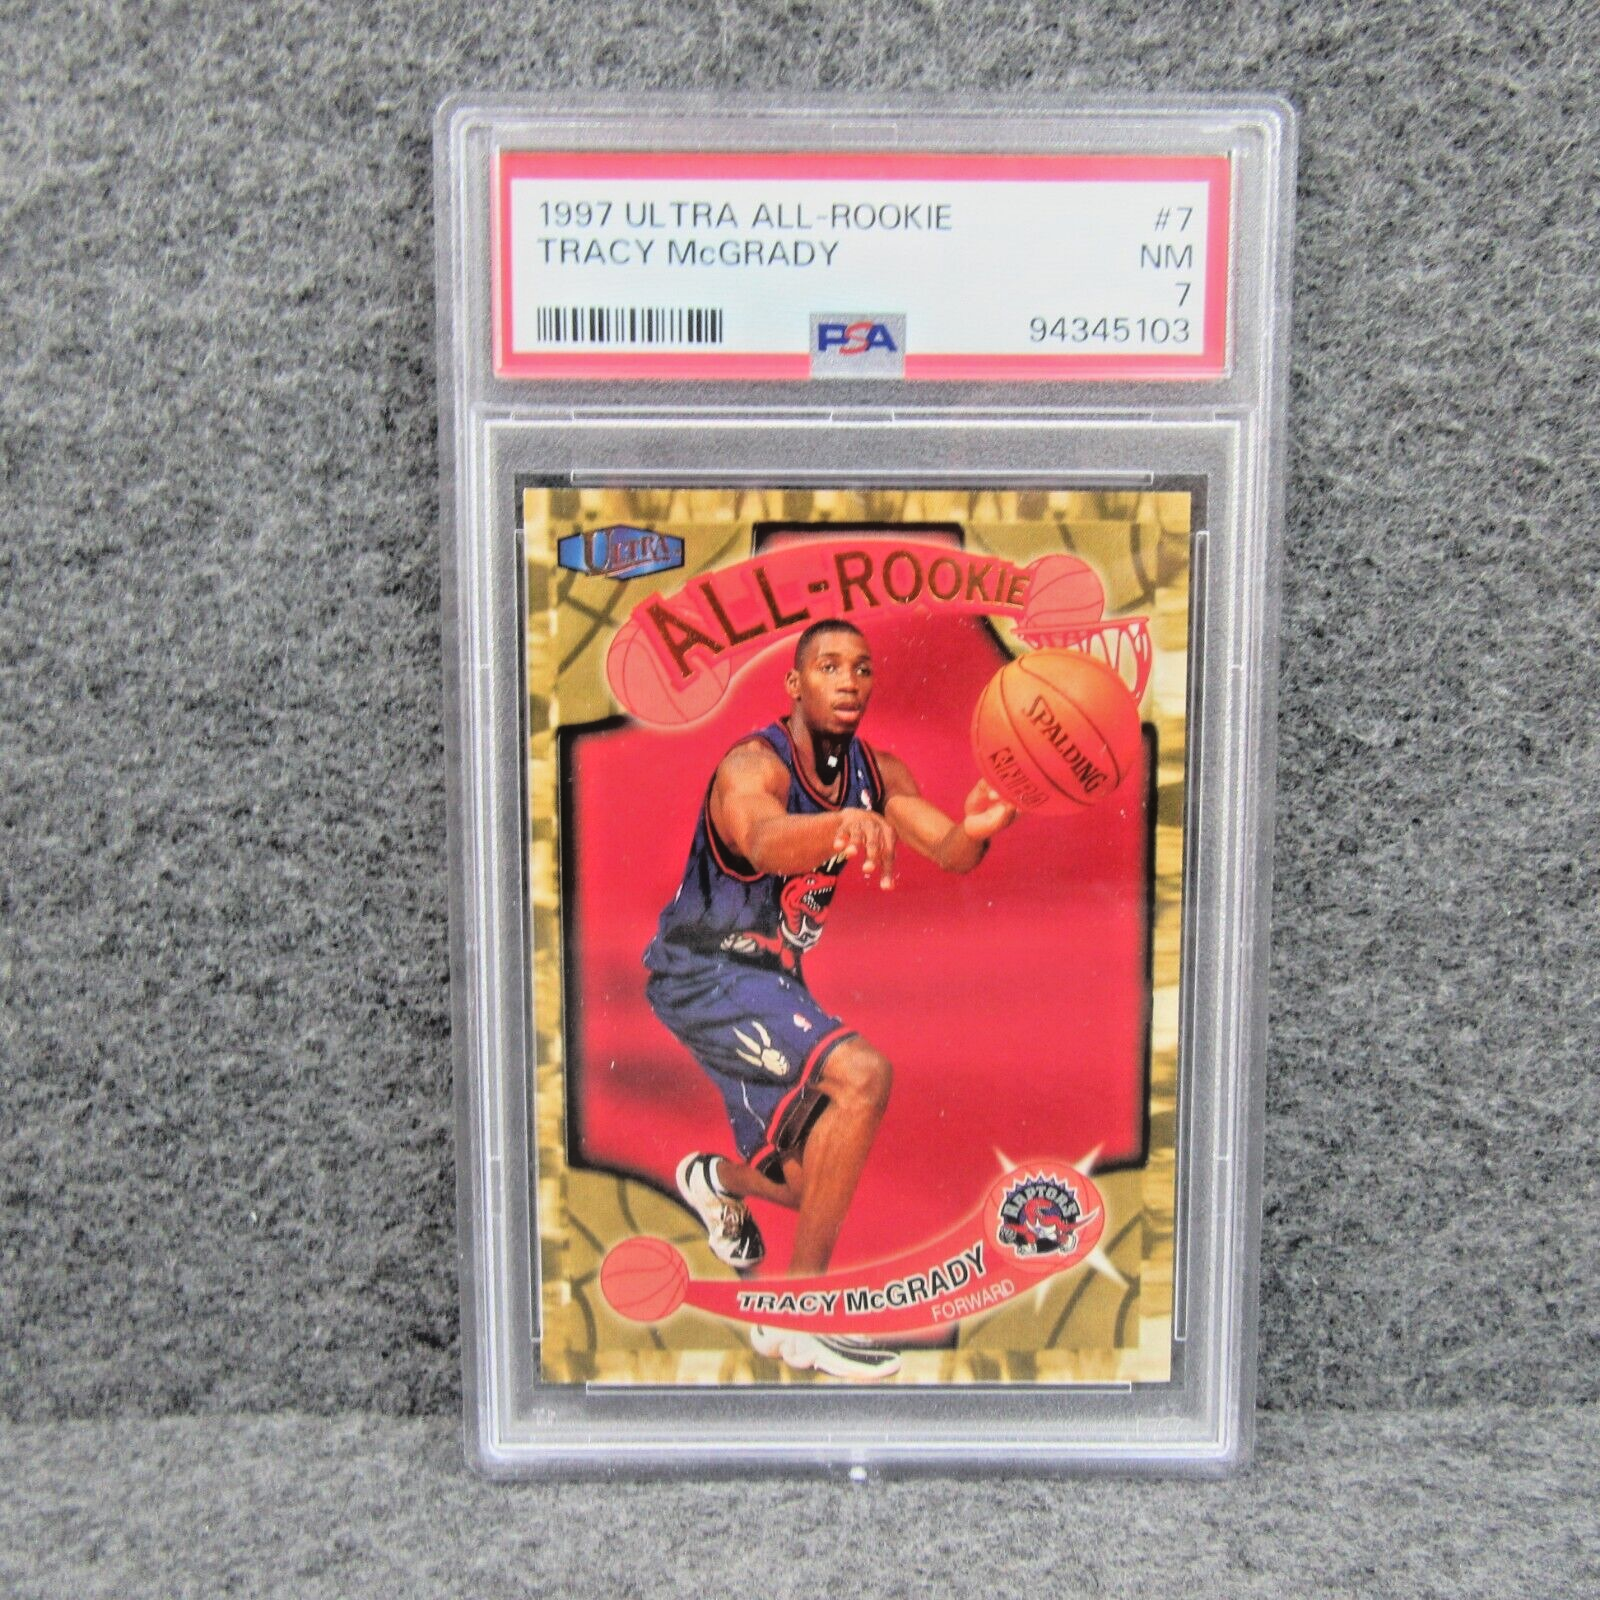 1997 ULTRA ALL-ROOKIE #7
TRACY McGRADY NM
7
PSA 94345103
ULTRA
ALL-ROOKIE
SPALDING
RAPTORS
TRACY McGRADY
FORWARD